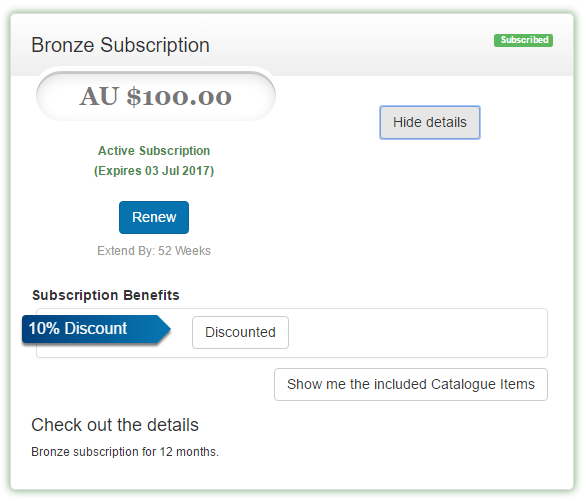 Bronze Subscription
Subscribed
AU $100.00
Hide details
Active Subscription
(Expires 03 Jul 2017)
Renew
Extend By: 52 Weeks
Subscription Benefits
10% Discount
Discounted
Show me the included Catalogue Items
Check out the details
Bronze subscription for 12 months.